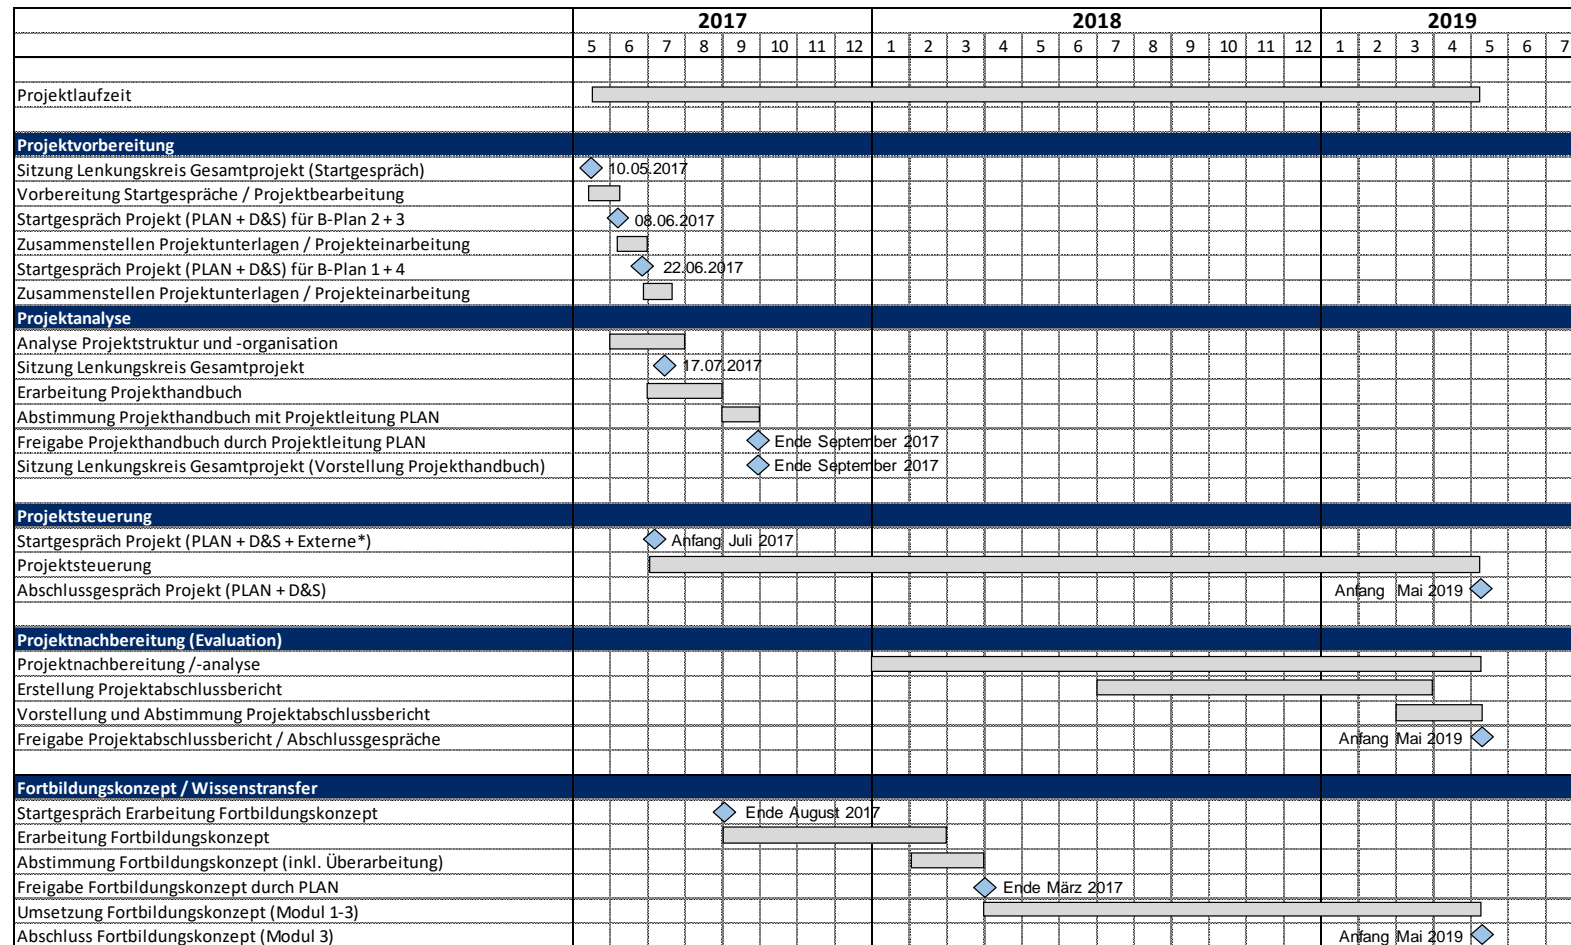 2017 2018 2019
5 6 7 8 9 10 11 12 1 2 3 4 5 6 7 8 9 10 11 12 1 2 3 4 5 6 7
Projektlaufzeit
Projektvorbereitung
Sitzung Lenkungskreis Gesamtprojekt (Startgespräch) 10.05.2017
Vorbereitung Startgespräche / Projektbearbeitung
Startgespräch Projekt (PLAN + D&S) für B-Plan 2 + 3 08.06.2017
Zusammenstellen Projektunterlagen / Projekteinarbeitung
Startgespräch Projekt (PLAN + D&S) für B-Plan 1 + 4 22.06.2017
Zusammenstellen Projektunterlagen / Projekteinarbeitung
Projektanalyse
Analyse Projektstruktur und -organisation
Sitzung Lenkungskreis Gesamtprojekt 17.07.2017
Erarbeitung Projekthandbuch
Abstimmung Projekthandbuch mit Projektleitung PLAN
Freigabe Projekthandbuch durch Projektleitung PLAN Ende September 2017
Sitzung Lenkungskreis Gesamtprojekt (Vorstellung Projekthandbuch) Ende September 2017
Projektsteuerung
Startgespräch Projekt (PLAN + D&S + Externe*) Anfang Juli 2017
Projektsteuerung
Abschlussgespräch Projekt (PLAN + D&S) Anfang Mai 2019
Projektnachbereitung (Evaluation)
Projektnachbereitung /-analyse
Erstellung Projektabschlussbericht
Vorstellung und Abstimmung Projektabschlussbericht
Freigabe Projektabschlussbericht / Abschlussgespräche Anfang Mai 2019
Fortbildungskonzept / Wissenstransfer
Startgespräch Erarbeitung Fortbildungskonzept Ende August 2017
Erarbeitung Fortbildungskonzept
Abstimmung Fortbildungskonzept (inkl. Überarbeitung)
Freigabe Fortbildungskonzept durch PLAN Ende März 2017
Umsetzung Fortbildungskonzept (Modul 1-3)
Abschluss Fortbildungskonzept (Modul 3) Anfang Mai 2019